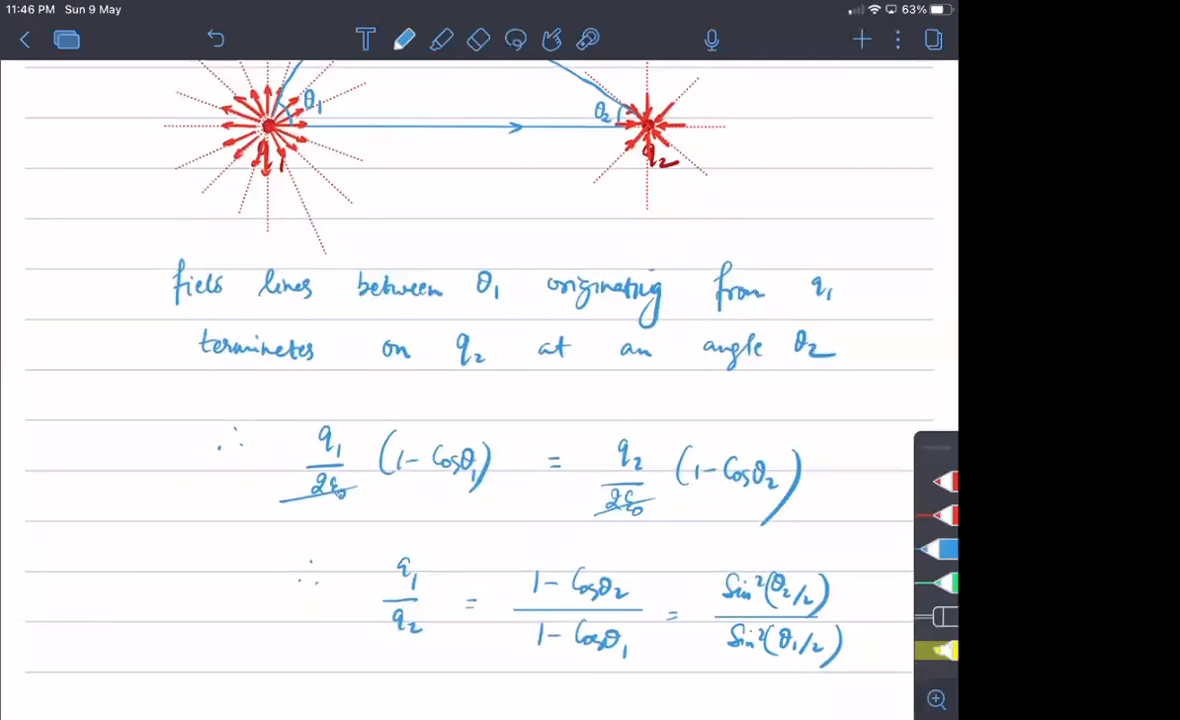 11:46 PM Sun 9 May 63%
T
θ₁ θ₂
q₁ q₂
field lines between θ₁ originating from q₁
terminetes on q₂ at an angle θ₂
∴ q₁/2ε₀ (1 - Cosθ₁) = q₂/2ε₀ (1 - Cosθ₂)
∴ q₁/q₂ = 1 - Cosθ₂/1 - Cosθ₁ = Sin²(θ₂/2)/Sin²(θ₁/2)